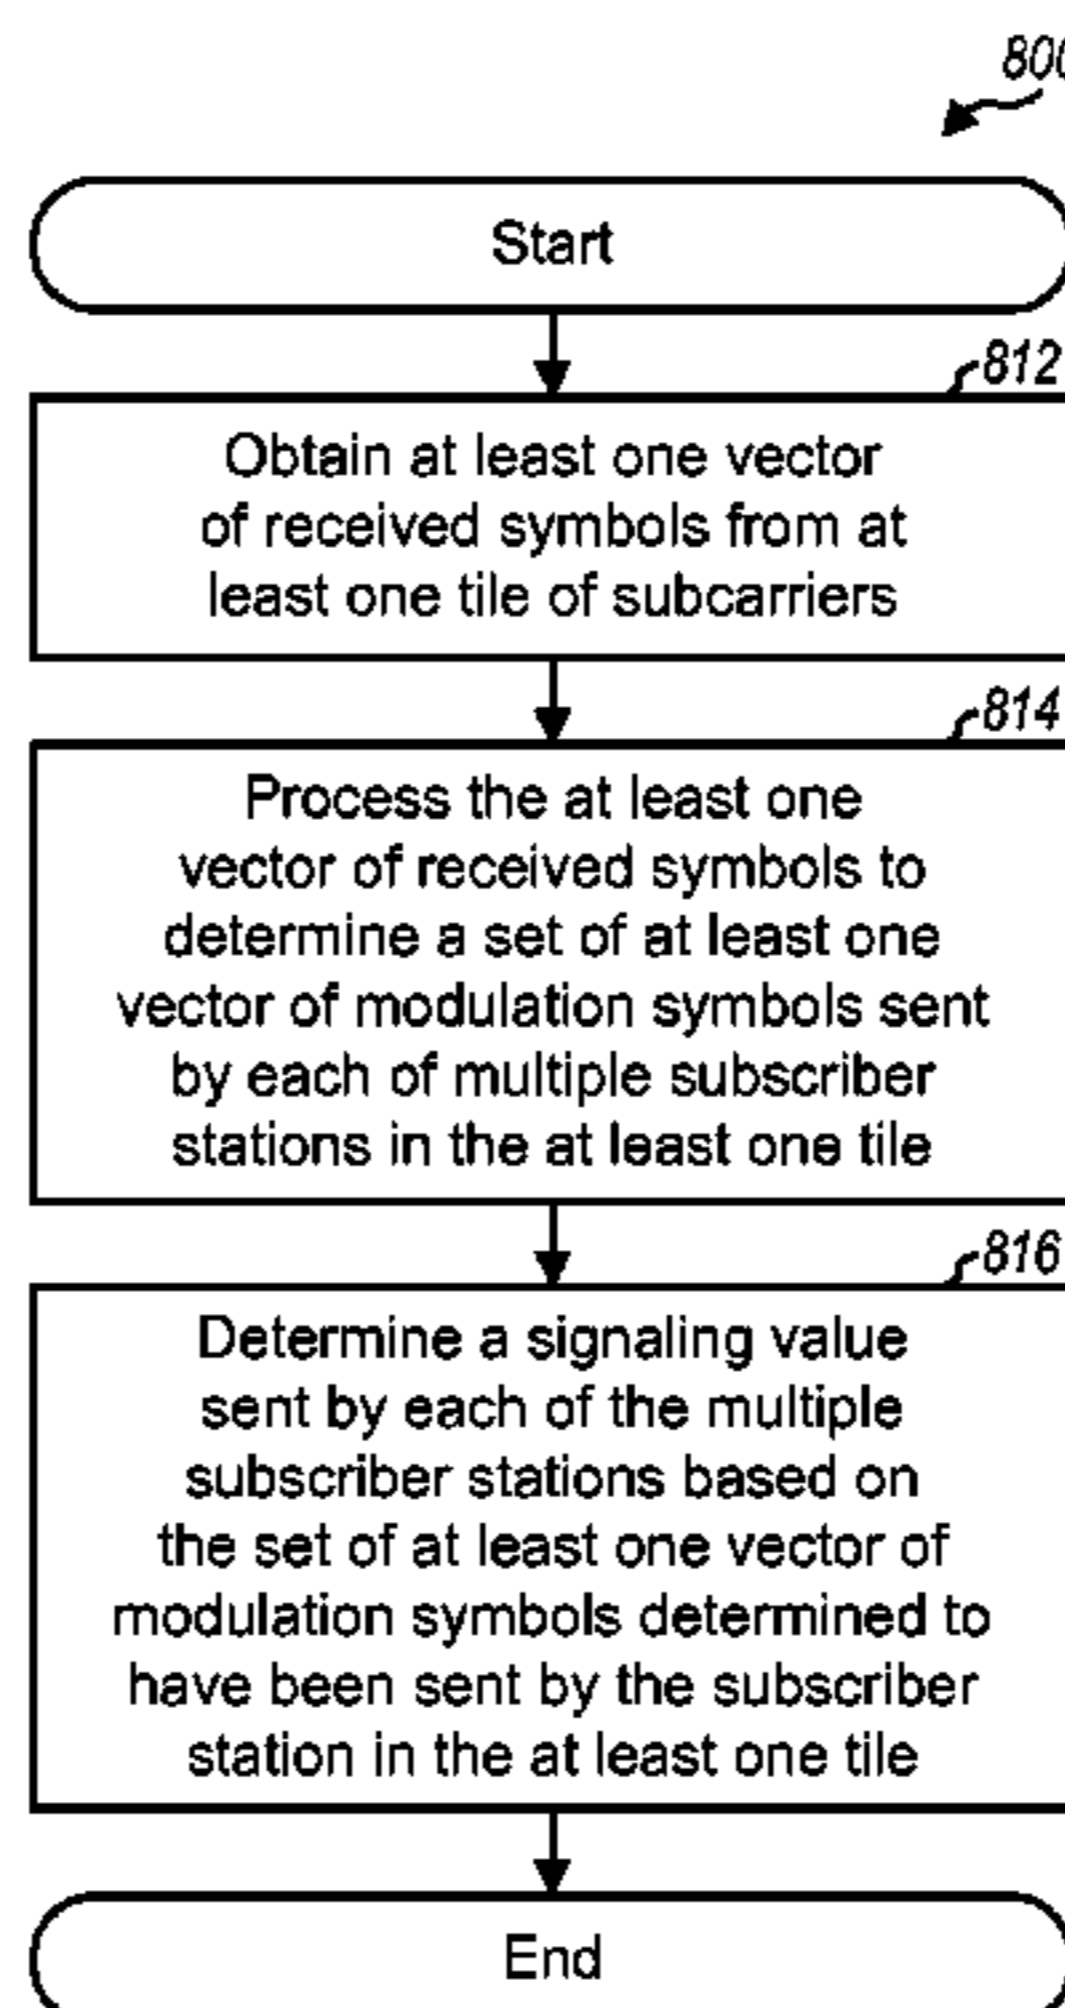 800
Start
812
Obtain at least one vector
of received symbols from at
least one tile of subcarriers
814
Process the at least one
vector of received symbols to
determine a set of at least one
vector of modulation symbols sent
by each of multiple subscriber
stations in the at least one tile
816
Determine a signaling value
sent by each of the multiple
subscriber stations based on
the set of at least one vector of
modulation symbols determined to
have been sent by the subscriber
station in the at least one tile
End